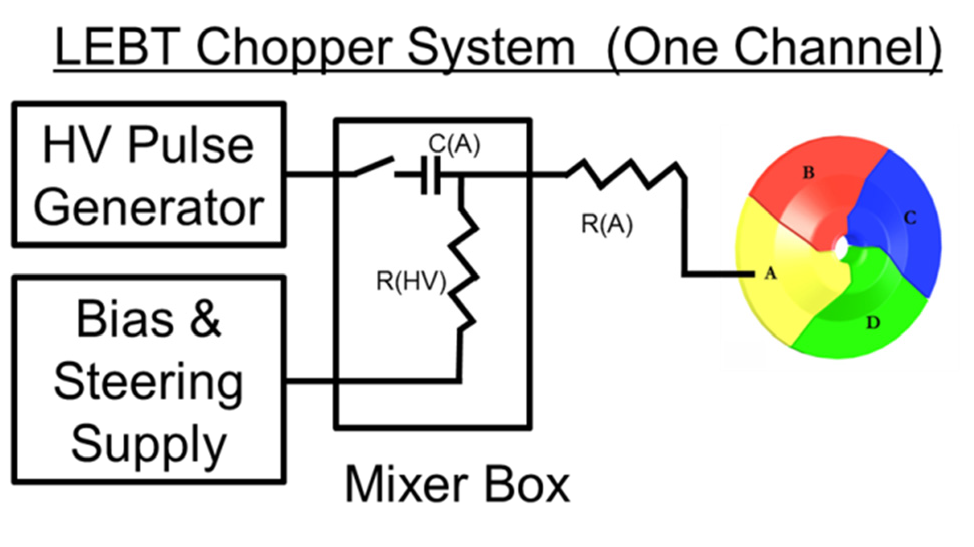 LEBT Chopper System (One Channel)
HV Pulse
Generator
Bias &
Steering
Supply
C(A)
R(HV)
R(A)
Mixer Box
B
C
A
D